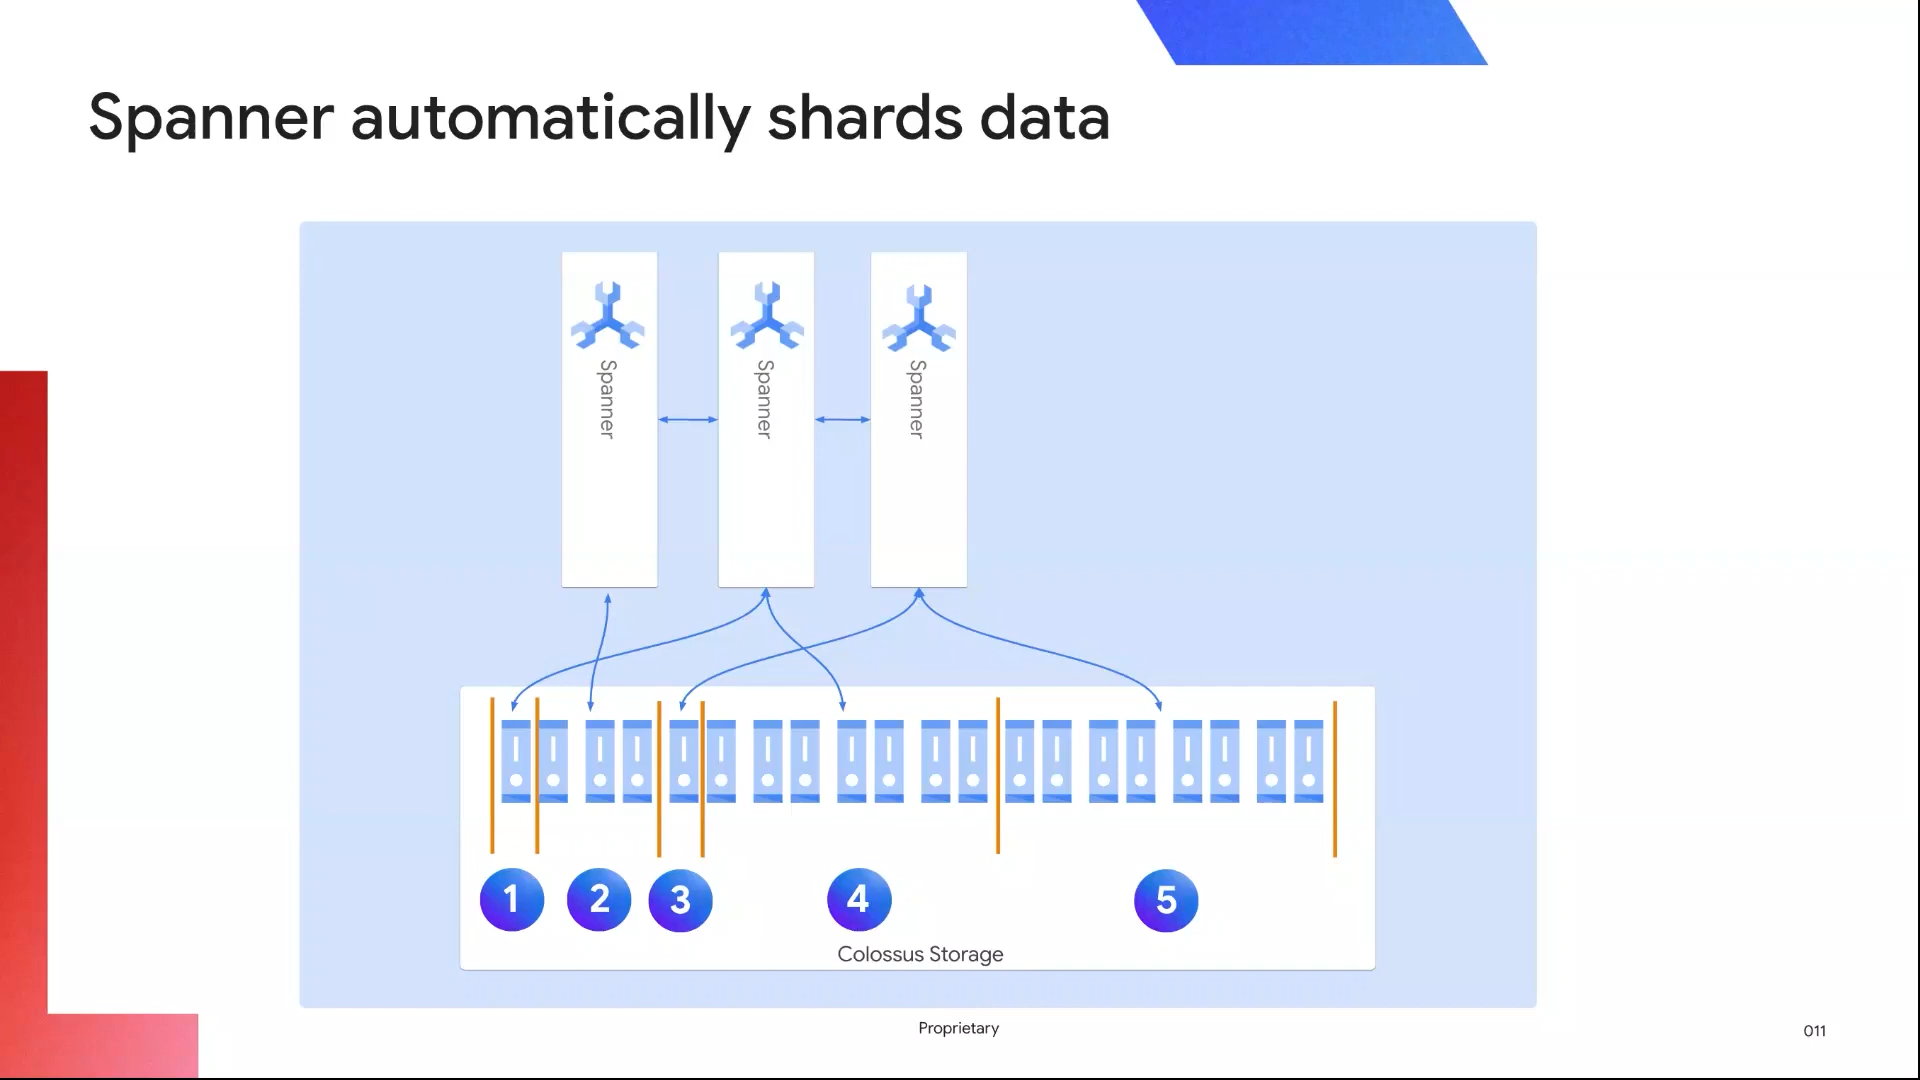 Spanner automatically shards data
Spanner
Spanner
Spanner
1
2
3
4
5
Colossus Storage
Proprietary
011